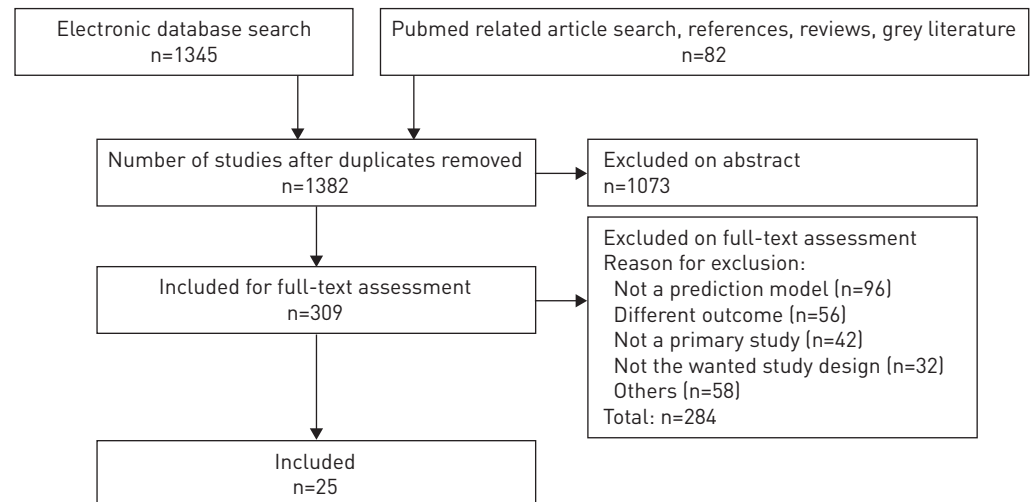 Electronic database search
n=1345
Pubmed related article search, references, reviews, grey literature
n=82
Number of studies after duplicates removed
n=1382
Excluded on abstract
n=1073
Included for full-text assessment
n=309
Excluded on full-text assessment
Reason for exclusion:
Not a prediction model (n=96)
Different outcome (n=56)
Not a primary study (n=42)
Not the wanted study design (n=32)
Others (n=58)
Total: n=284
Included
n=25